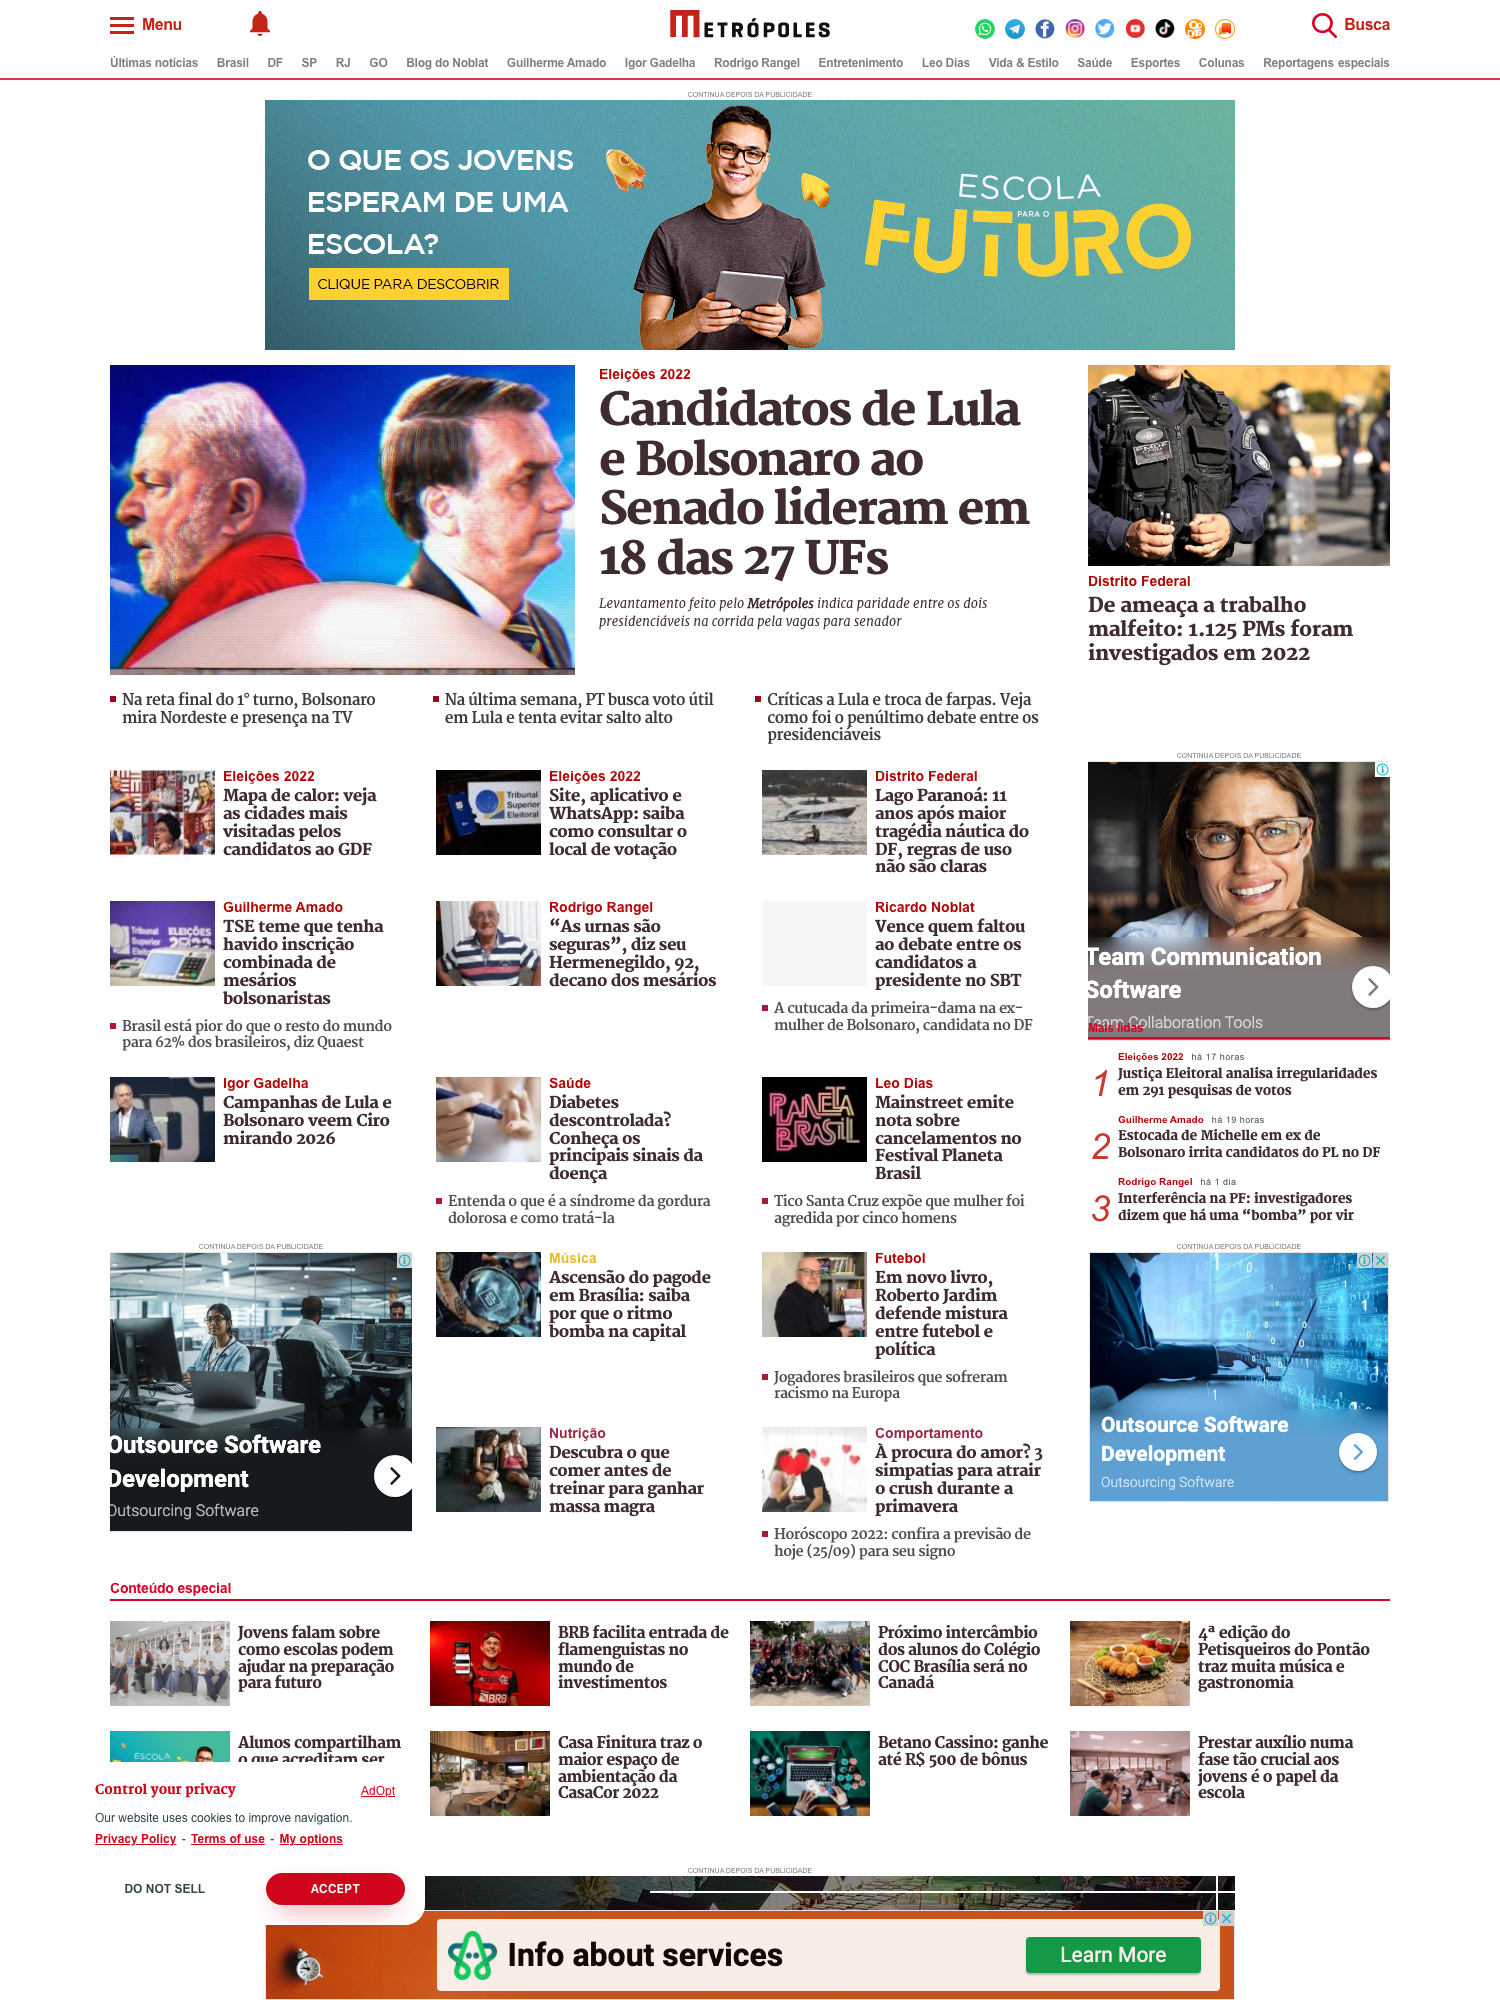 Menu
METRÓPOLES
Busca
Últimas notícias Brasil DF SP RJ GO Blog do Noblat Guilherme Amado Igor Gadelha Rodrigo Rangel Entretenimento Leo Dias Vida & Estilo Saúde Esportes Colunas Reportagens especiais
CONTINUA DEPOIS DA PUBLICIDADE
O QUE OS JOVENS
ESPERAM DE UMA
ESCOLA?
CLIQUE PARA DESCOBRIR
ESCOLA
PARA O
FUTURO
Eleições 2022
Candidatos de Lula
e Bolsonaro ao
Senado lideram em
18 das 27 UFs
Levantamento feito pelo Metrópoles indica paridade entre os dois
presidenciáveis na corrida pela vagas para senador
PMDF
Distrito Federal
De ameaça a trabalho
malfeito: 1.125 PMs foram
investigados em 2022
Na reta final do 1° turno, Bolsonaro
mira Nordeste e presença na TV
Na última semana, PT busca voto útil
em Lula e tenta evitar salto alto
Críticas a Lula e troca de farpas. Veja
como foi o penúltimo debate entre os
presidenciáveis
Eleições 2022
Mapa de calor: veja
as cidades mais
visitadas pelos
candidatos ao GDF
Tribunal
Superior
Eleitoral
Eleições 2022
Site, aplicativo e
WhatsApp: saiba
como consultar o
local de votação
Distrito Federal
Lago Paranoá: 11
anos após maior
tragédia náutica do
DF, regras de uso
não são claras
Tribunal
Superior
Eleitoral
ELEIÇÕES
2022
Guilherme Amado
TSE teme que tenha
havido inscrição
combinada de
mesários
bolsonaristas
Brasil está pior do que o resto do mundo
para 62% dos brasileiros, diz Quaest
Rodrigo Rangel
“As urnas são
seguras”, diz seu
Hermenegildo, 92,
decano dos mesários
Ricardo Noblat
Vence quem faltou
ao debate entre os
candidatos a
presidente no SBT
A cutucada da primeira-dama na ex-
mulher de Bolsonaro, candidata no DF
CONTINUA DEPOIS DA PUBLICIDADE
Team Communication
Software
Team Collaboration Tools
Mais lidas
Eleições 2022 há 17 horas
1 Justiça Eleitoral analisa irregularidades
em 291 pesquisas de votos
Guilherme Amado há 19 horas
2 Estocada de Michelle em ex de
Bolsonaro irrita candidatos do PL no DF
Rodrigo Rangel há 1 dia
3 Interferência na PF: investigadores
dizem que há uma “bomba” por vir
Igor Gadelha
Campanhas de Lula e
Bolsonaro veem Ciro
mirando 2026
Saúde
Diabetes
descontrolada?
Conheça os
principais sinais da
doença
Entenda o que é a síndrome da gordura
dolorosa e como tratá-la
PLANETA
BRASIL
Leo Dias
Mainstreet emite
nota sobre
cancelamentos no
Festival Planeta
Brasil
Tico Santa Cruz expõe que mulher foi
agredida por cinco homens
CONTINUA DEPOIS DA PUBLICIDADE
Outsource Software
Development
Outsourcing Software
Música
Ascensão do pagode
em Brasília: saiba
por que o ritmo
bomba na capital
Futebol
Em novo livro,
Roberto Jardim
defende mistura
entre futebol e
política
Jogadores brasileiros que sofreram
racismo na Europa
CONTINUA DEPOIS DA PUBLICIDADE
Outsource Software
Development
Outsourcing Software
Nutrição
Descubra o que
comer antes de
treinar para ganhar
massa magra
Comportamento
À procura do amor? 3
simpatias para atrair
o crush durante a
primavera
Horóscopo 2022: confira a previsão de
hoje (25/09) para seu signo
Conteúdo especial
Jovens falam sobre
como escolas podem
ajudar na preparação
para futuro
BRB
BRB facilita entrada de
flamenguistas no
mundo de
investimentos
Próximo intercâmbio
dos alunos do Colégio
COC Brasília será no
Canadá
4ª edição do
Petisqueiros do Pontão
traz muita música e
gastronomia
ESCOLA
Alunos compartilham
o que acreditam ser
Casa Finitura traz o
maior espaço de
ambientação da
CasaCor 2022
Betano Cassino: ganhe
até R$ 500 de bônus
Prestar auxílio numa
fase tão crucial aos
jovens é o papel da
escola
Control your privacy
AdOpt
Our website uses cookies to improve navigation.
Privacy Policy - Terms of use - My options
DO NOT SELL
ACCEPT
CONTINUA DEPOIS DA PUBLICIDADE
Info about services
Learn More